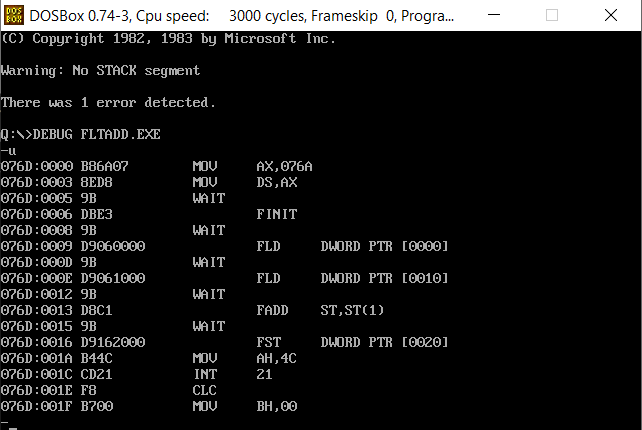 DOSBox 0.74-3, Cpu speed: 3000 cycles, Frameskip 0, Progra...
(C) Copyright 1982, 1983 by Microsoft Inc.
Warning: No STACK segment
There was 1 error detected.
Q:\>DEBUG FLTADD.EXE
-u
076D:0000 B86A07 MOV AX,076A
076D:0003 8ED8 MOV DS,AX
076D:0005 9B WAIT
076D:0006 DBE3 FINIT
076D:0008 9B WAIT
076D:0009 D9060000 FLD DWORD PTR [0000]
076D:000D 9B WAIT
076D:000E D9061000 FLD DWORD PTR [0010]
076D:0012 9B WAIT
076D:0013 D8C1 FADD ST,ST(1)
076D:0015 9B WAIT
076D:0016 D9162000 FST DWORD PTR [0020]
076D:001A B44C MOV AH,4C
076D:001C CD21 INT 21
076D:001E F8 CLC
076D:001F B700 MOV BH,00
-